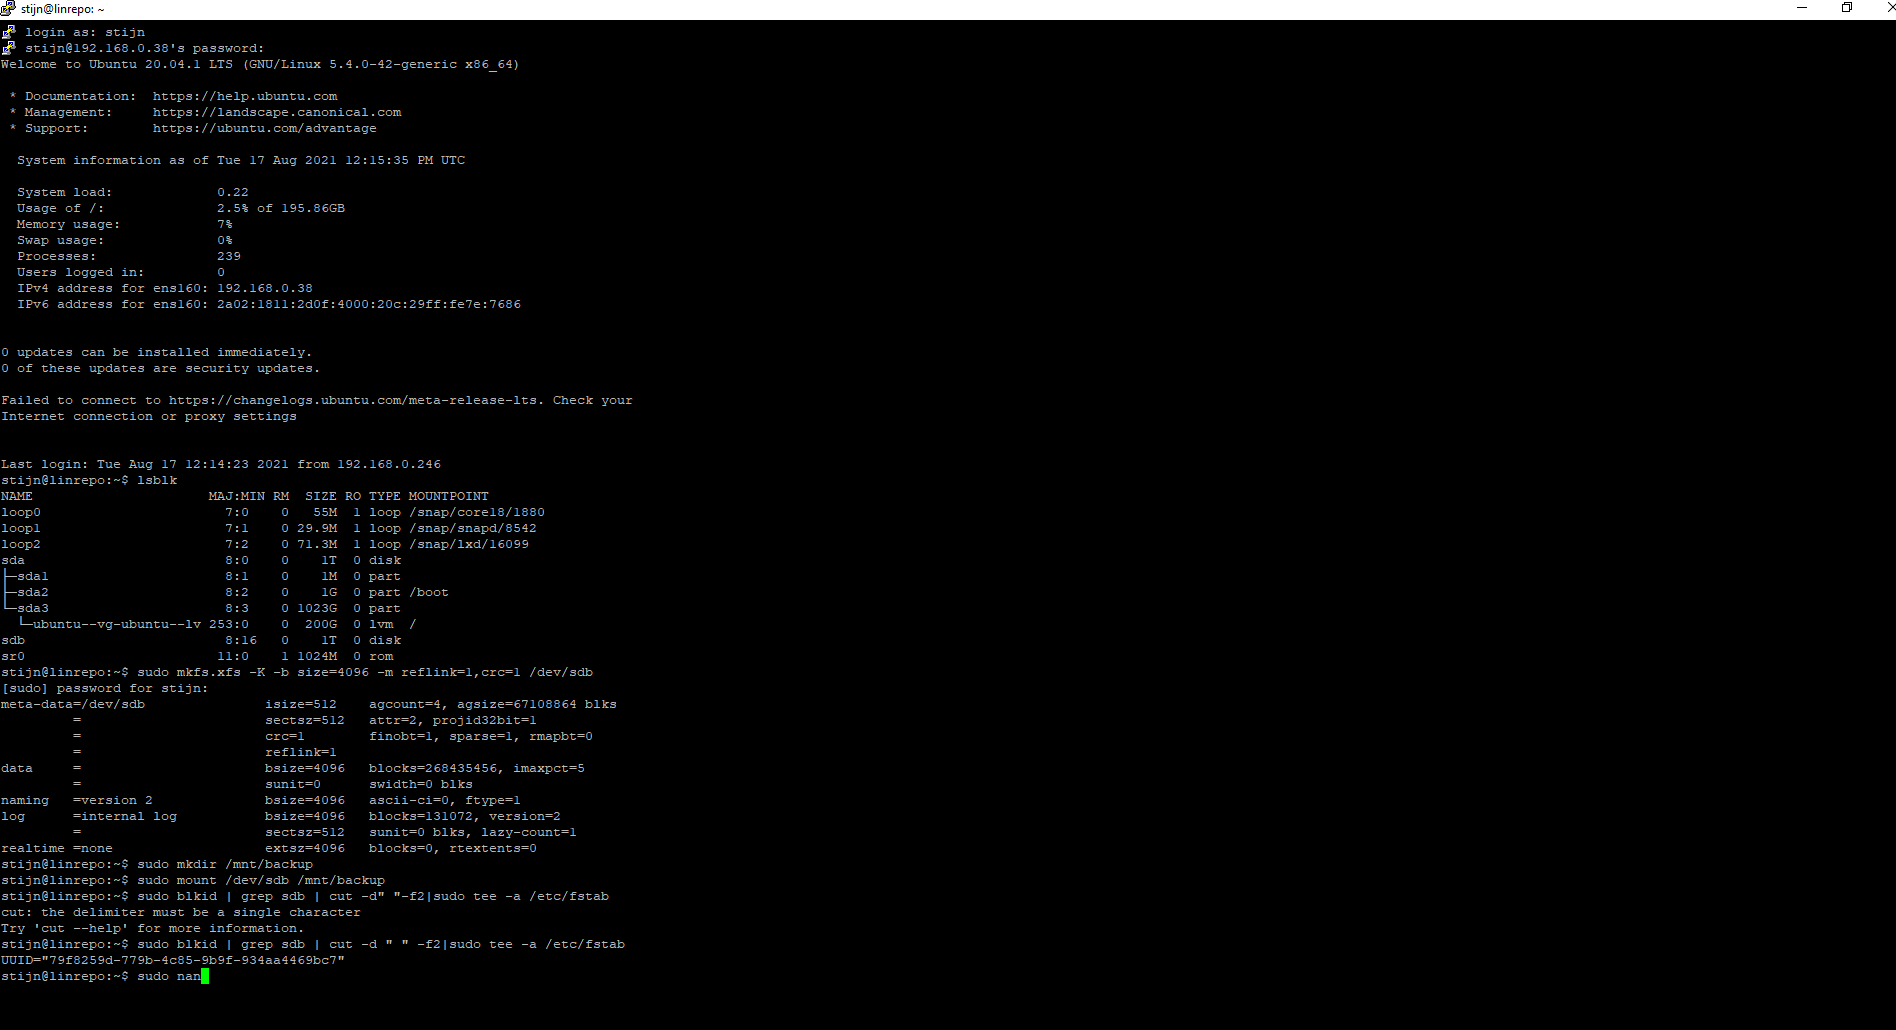 stijn@linrepo: ~
login as: stijn
stijn@192.168.0.38's password:
Welcome to Ubuntu 20.04.1 LTS (GNU/Linux 5.4.0-42-generic x86_64)
* Documentation:  https://help.ubuntu.com
* Management:     https://landscape.canonical.com
* Support:        https://ubuntu.com/advantage
System information as of Tue 17 Aug 2021 12:15:35 PM UTC
System load:             0.22
Usage of /:              2.5% of 195.86GB
Memory usage:            7%
Swap usage:              0%
Processes:               239
Users logged in:         0
IPv4 address for ens160: 192.168.0.38
IPv6 address for ens160: 2a02:1811:2d0f:4000:20c:29ff:fe7e:7686
0 updates can be installed immediately.
0 of these updates are security updates.
Failed to connect to https://changelogs.ubuntu.com/meta-release-lts. Check your
Internet connection or proxy settings
Last login: Tue Aug 17 12:14:23 2021 from 192.168.0.246
stijn@linrepo:~$ lsblk
NAME                      MAJ:MIN RM  SIZE RO TYPE MOUNTPOINT
loop0                       7:0    0   55M  1 loop /snap/core18/1880
loop1                       7:1    0 29.9M  1 loop /snap/snapd/8542
loop2                       7:2    0 71.3M  1 loop /snap/lxd/16099
sda                         8:0    0    1T  0 disk
├─sda1                      8:1    0    1M  0 part
├─sda2                      8:2    0    1G  0 part /boot
└─sda3                      8:3    0 1023G  0 part
└─ubuntu--vg-ubuntu--lv 253:0    0  200G  0 lvm  /
sdb                         8:16   0    1T  0 disk
sr0                        11:0    1 1024M  0 rom
stijn@linrepo:~$ sudo mkfs.xfs -K -b size=4096 -m reflink=1,crc=1 /dev/sdb
[sudo] password for stijn:
meta-data=/dev/sdb               isize=512    agcount=4, agsize=67108864 blks
=                       sectsz=512   attr=2, projid32bit=1
=                       crc=1        finobt=1, sparse=1, rmapbt=0
=                       reflink=1
data     =                       bsize=4096   blocks=268435456, imaxpct=5
=                       sunit=0      swidth=0 blks
naming   =version 2              bsize=4096   ascii-ci=0, ftype=1
log      =internal log           bsize=4096   blocks=131072, version=2
=                       sectsz=512   sunit=0 blks, lazy-count=1
realtime =none                   extsz=4096   blocks=0, rtextents=0
stijn@linrepo:~$ sudo mkdir /mnt/backup
stijn@linrepo:~$ sudo mount /dev/sdb /mnt/backup
stijn@linrepo:~$ sudo blkid | grep sdb | cut -d" "-f2|sudo tee -a /etc/fstab
cut: the delimiter must be a single character
Try 'cut --help' for more information.
stijn@linrepo:~$ sudo blkid | grep sdb | cut -d " " -f2|sudo tee -a /etc/fstab
UUID="79f8259d-779b-4c85-9b9f-934aa4469bc7"
stijn@linrepo:~$ sudo nan